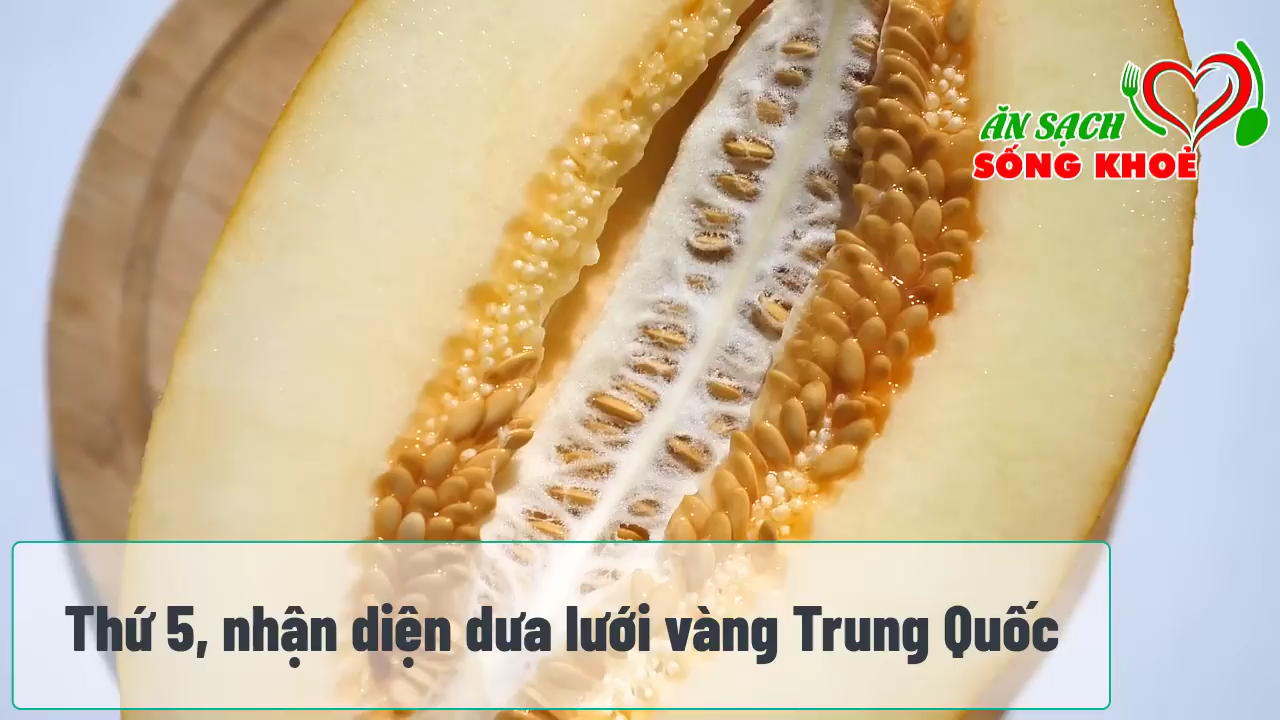 ĂN SẠCH
SỐNG KHOẺ
Thứ 5, nhận diện dưa lưới vàng Trung Quốc